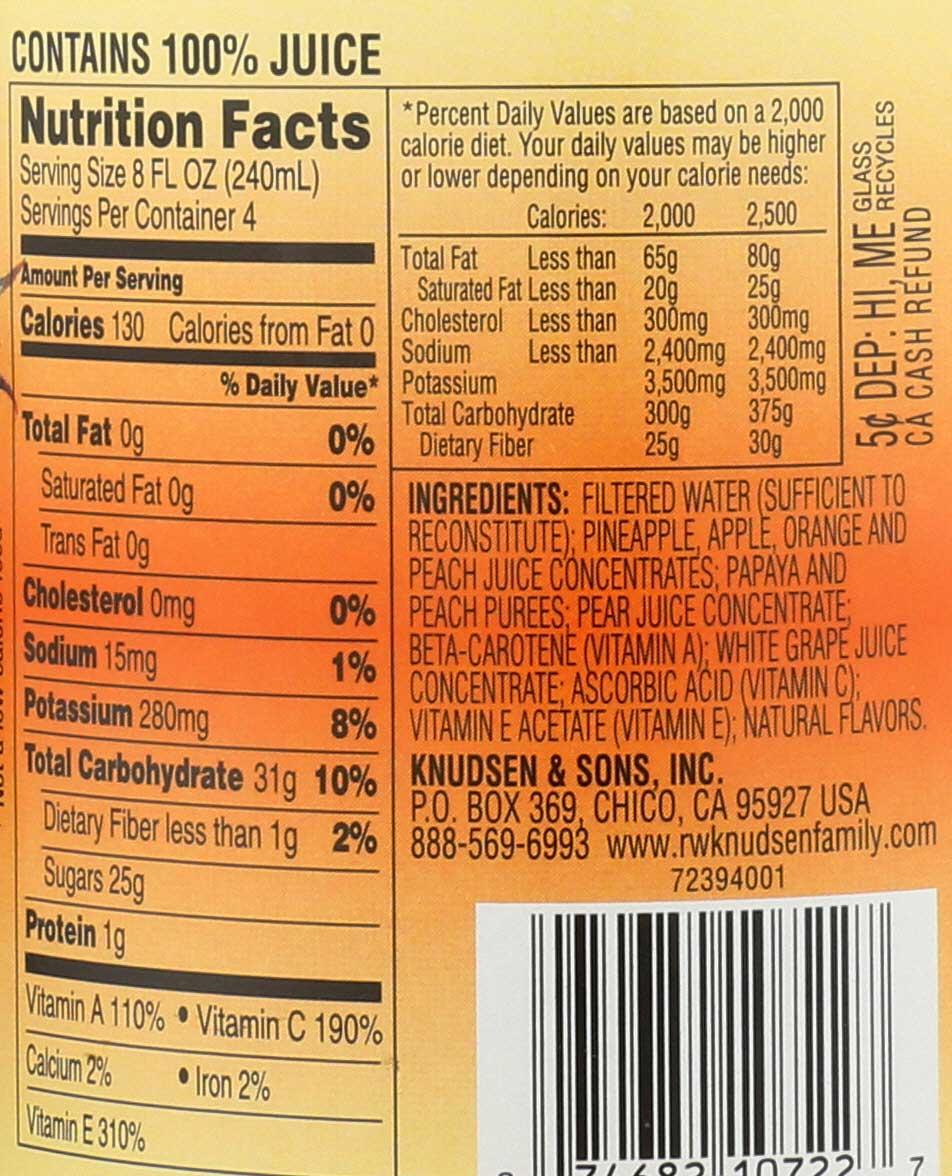 CONTAINS 100% JUICE
Nutrition Facts
Serving Size 8 FL OZ (240mL)
Servings Per Container 4
Amount Per Serving
Calories 130 Calories from Fat 0
% Daily Value*
Total Fat 0g 0%
Saturated Fat 0g 0%
Trans Fat 0g
Cholesterol 0mg 0%
Sodium 15mg 1%
Potassium 280mg 8%
Total Carbohydrate 31g 10%
Dietary Fiber less than 1g 2%
Sugars 25g
Protein 1g
Vitamin A 110% • Vitamin C 190%
Calcium 2% • Iron 2%
Vitamin E 310%
*Percent Daily Values are based on a 2,000
calorie diet. Your daily values may be higher
or lower depending on your calorie needs:
Calories: 2,000 2,500
Total Fat Less than 65g 80g
Saturated Fat Less than 20g 25g
Cholesterol Less than 300mg 300mg
Sodium Less than 2,400mg 2,400mg
Potassium 3,500mg 3,500mg
Total Carbohydrate 300g 375g
Dietary Fiber 25g 30g
5¢ DEP: HI, ME GLASS RECYCLES
CA CASH REFUND
INGREDIENTS: FILTERED WATER (SUFFICIENT TO
RECONSTITUTE); PINEAPPLE, APPLE, ORANGE AND
PEACH JUICE CONCENTRATES; PAPAYA AND
PEACH PUREES; PEAR JUICE CONCENTRATE;
BETA-CAROTENE (VITAMIN A); WHITE GRAPE JUICE
CONCENTRATE; ASCORBIC ACID (VITAMIN C);
VITAMIN E ACETATE (VITAMIN E); NATURAL FLAVORS.
KNUDSEN & SONS, INC.
P.O. BOX 369, CHICO, CA 95927 USA
888-569-6993 www.rwknudsenfamily.com
72394001
74682 10722 7